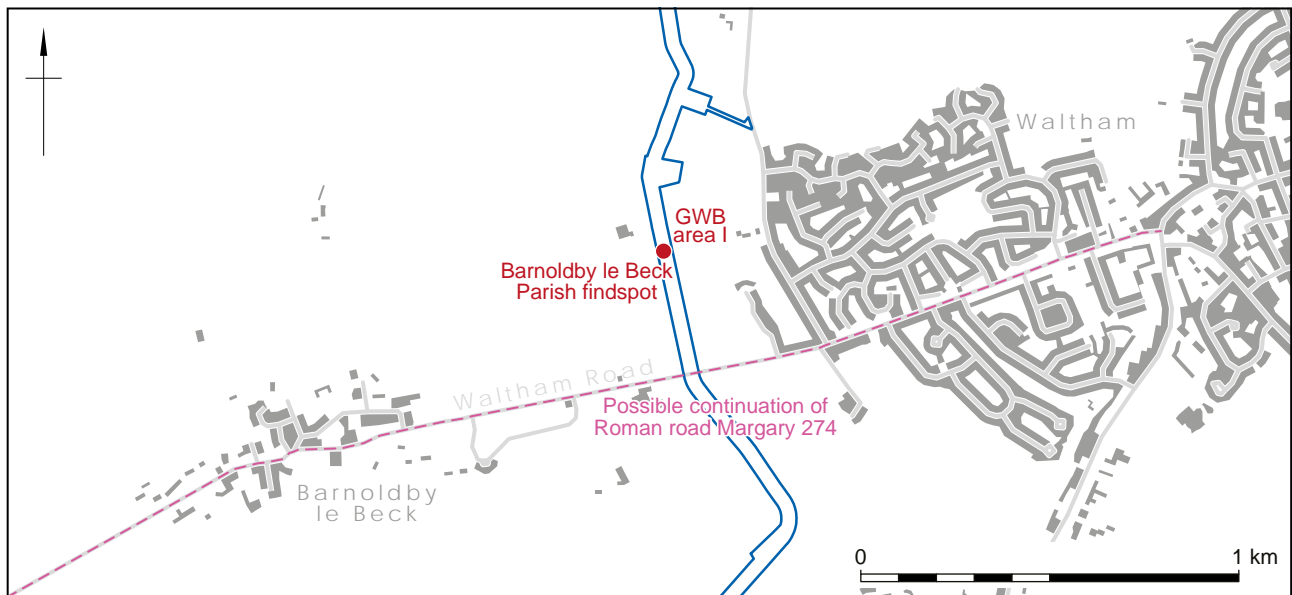 Waltham
GWB
area I
Barnoldby le Beck
Parish findspot
Waltham Road
Possible continuation of
Roman road Margary 274
Barnoldby
le Beck
0
1 km